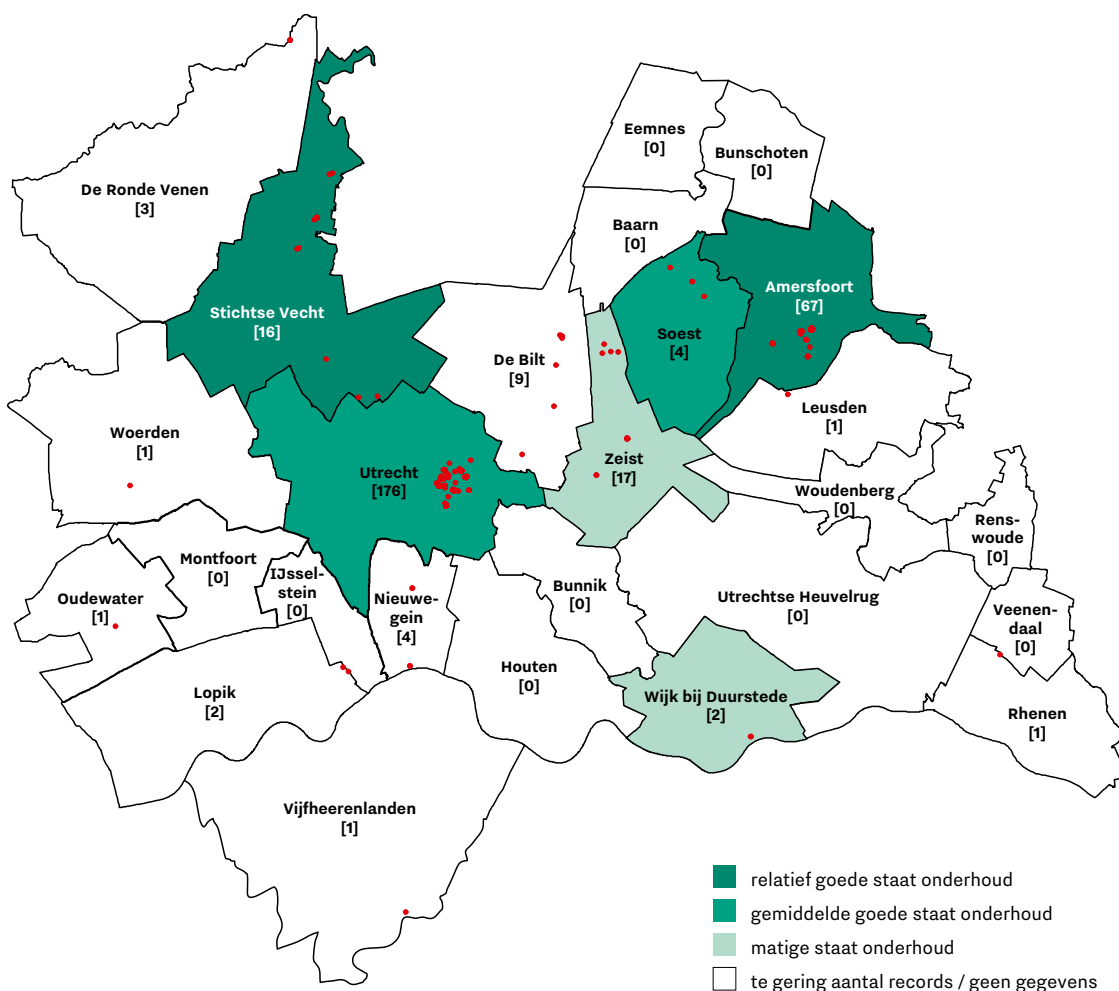 Eemnes
[0]
Bunschoten
[0]
De Ronde Venen
[3]
Baarn
[0]
Amersfoort
[67]
Stichtse Vecht
[16]
Soest
[4]
De Bilt
[9]
Leusden
[1]
Woerden
[1]
Zeist
[17]
Utrecht
[176]
Woudenberg
[0]
Rens-
woude
[0]
Montfoort
[0]
IJssel-
stein
[0]
Bunnik
[0]
Oudewater
[1]
Nieuwe-
gein
[4]
Utrechtse Heuvelrug
[0]
Veenen-
daal
[0]
Houten
[0]
Lopik
[2]
Wijk bij Duurstede
[2]
Rhenen
[1]
Vijfheerenlanden
[1]
relatief goede staat onderhoud
gemiddelde goede staat onderhoud
matige staat onderhoud
te gering aantal records / geen gegevens